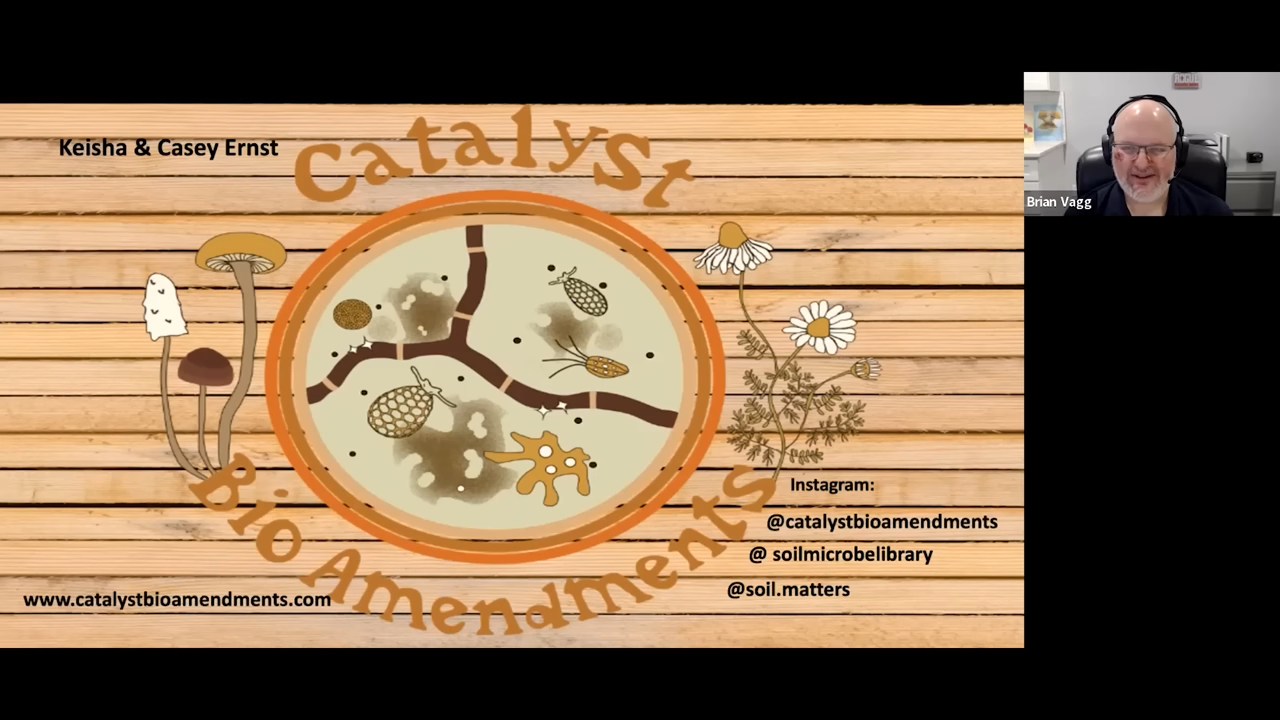 Keisha & Casey Ernst
Catalyst
Bio Amendments
Instagram:
@catalystbioamendments
@ soilmicrobelibrary
@soil.matters
www.catalystbioamendments.com
Brian Vagg